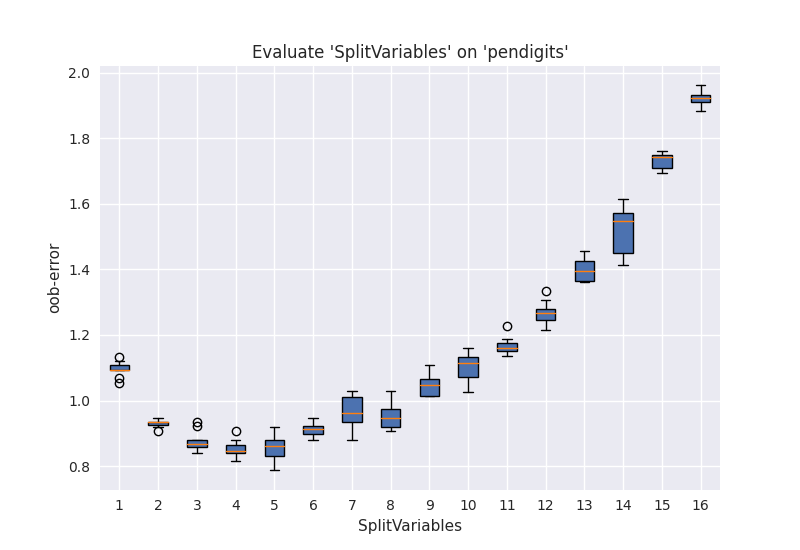 Evaluate 'SplitVariables' on 'pendigits'
2.0
1.8
1.6
1.4
1.2
1.0
0.8
oob-error
1 2 3 4 5 6 7 8 9 10 11 12 13 14 15 16
SplitVariables